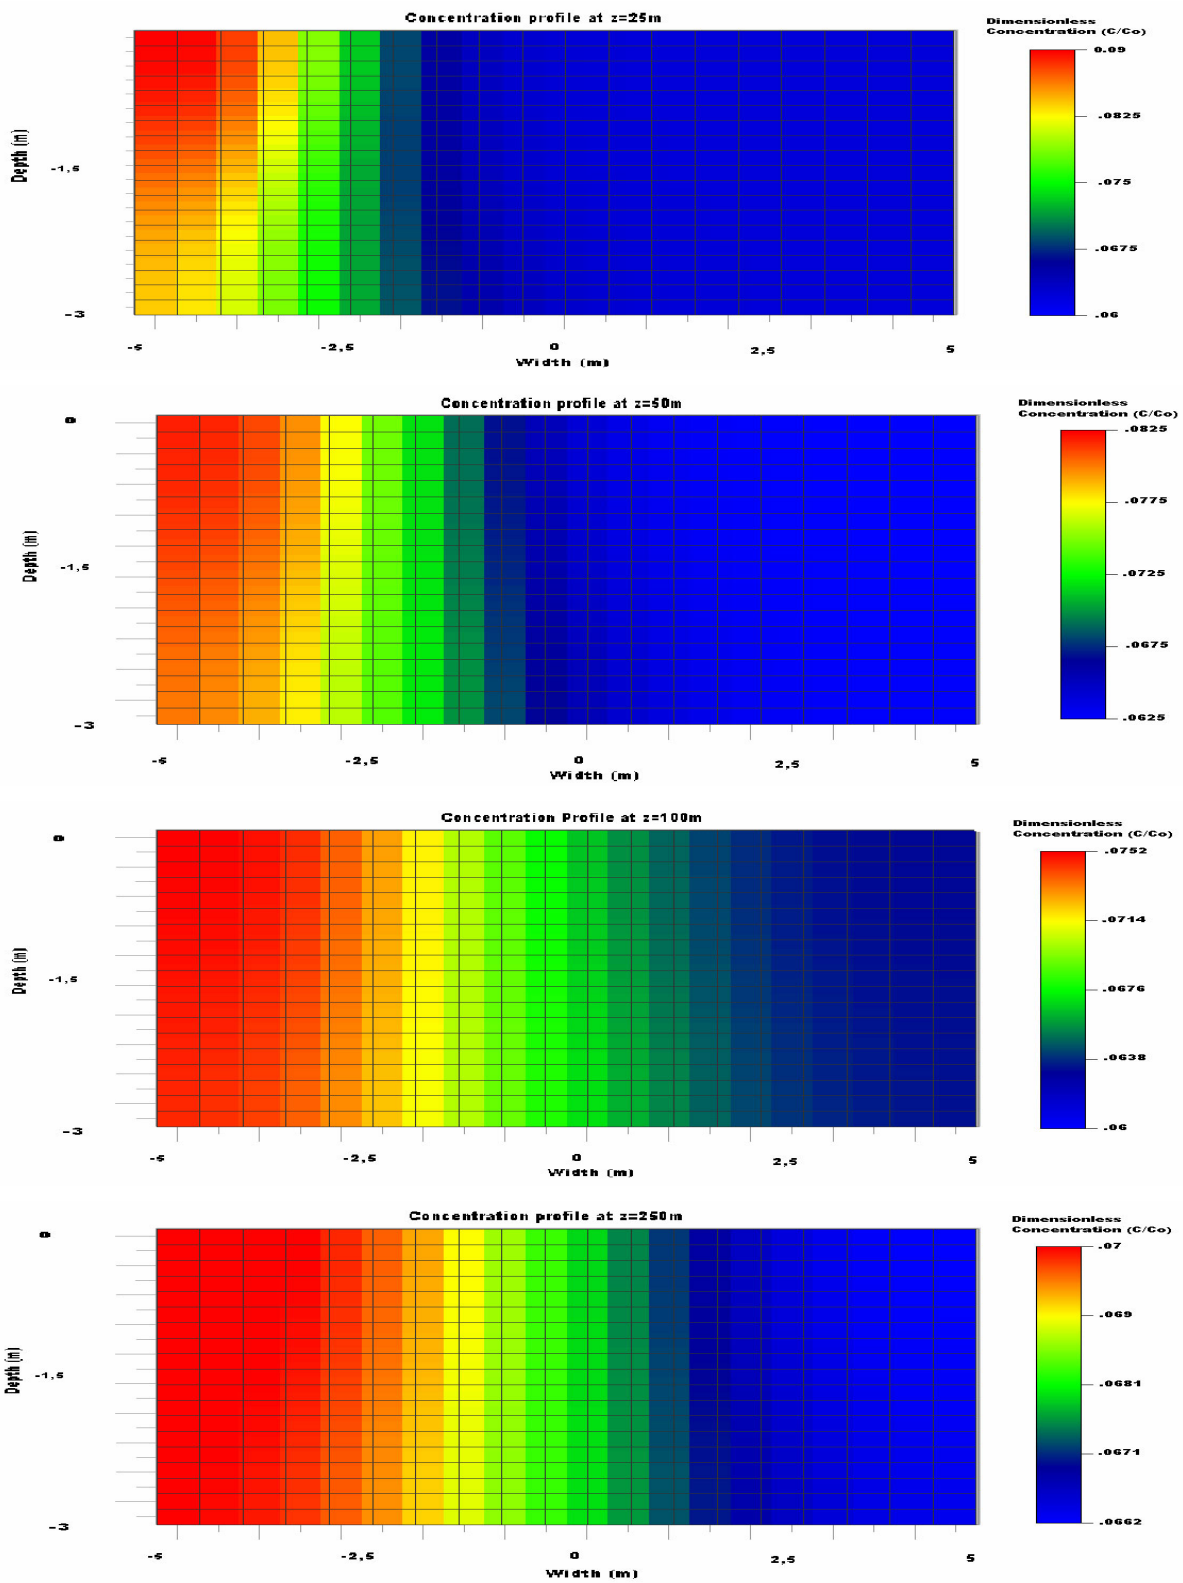 Concentration profile at z=25m
Dimensionless
Concentration (C/Co)
0.09
.0825
.075
.0675
.06
Depth (m)
-1,5
-3
-5
-2,5
0
2,5
5
Width (m)
Concentration profile at z=50m
Dimensionless
Concentration (C/Co)
.0825
.0775
.0725
.0675
.0625
0
Depth (m)
-1,5
-3
-5
-2,5
0
2,5
5
Width (m)
Concentration Profile at z=100m
Dimensionless
Concentration (C/Co)
.0752
.0714
.0676
.0638
.06
0
Depth (m)
-1,5
-3
-5
-2,5
0
2,5
5
Width (m)
Concentration profile at z=250m
Dimensionless
Concentration (C/Co)
.07
.069
.0681
.0671
.0662
0
Depth (m)
-1,5
-3
-5
-2,5
0
2,5
5
Width (m)